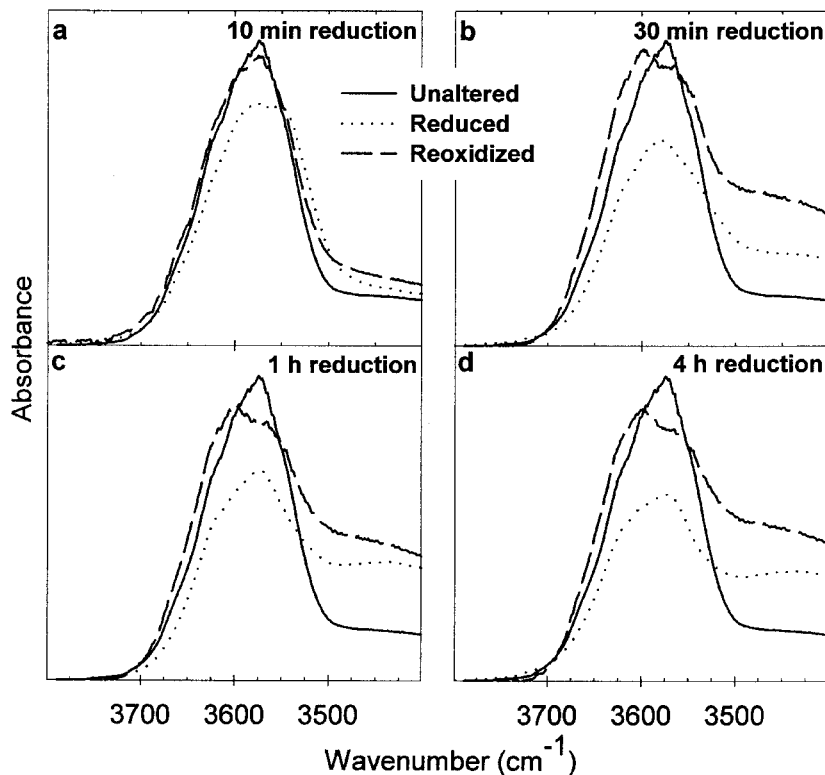 a 10 min reduction
b 30 min reduction
Unaltered
Reduced
Reoxidized
c 1 h reduction
d 4 h reduction
Absorbance
3700 3600 3500 3700 3600 3500
Wavenumber (cm⁻¹)